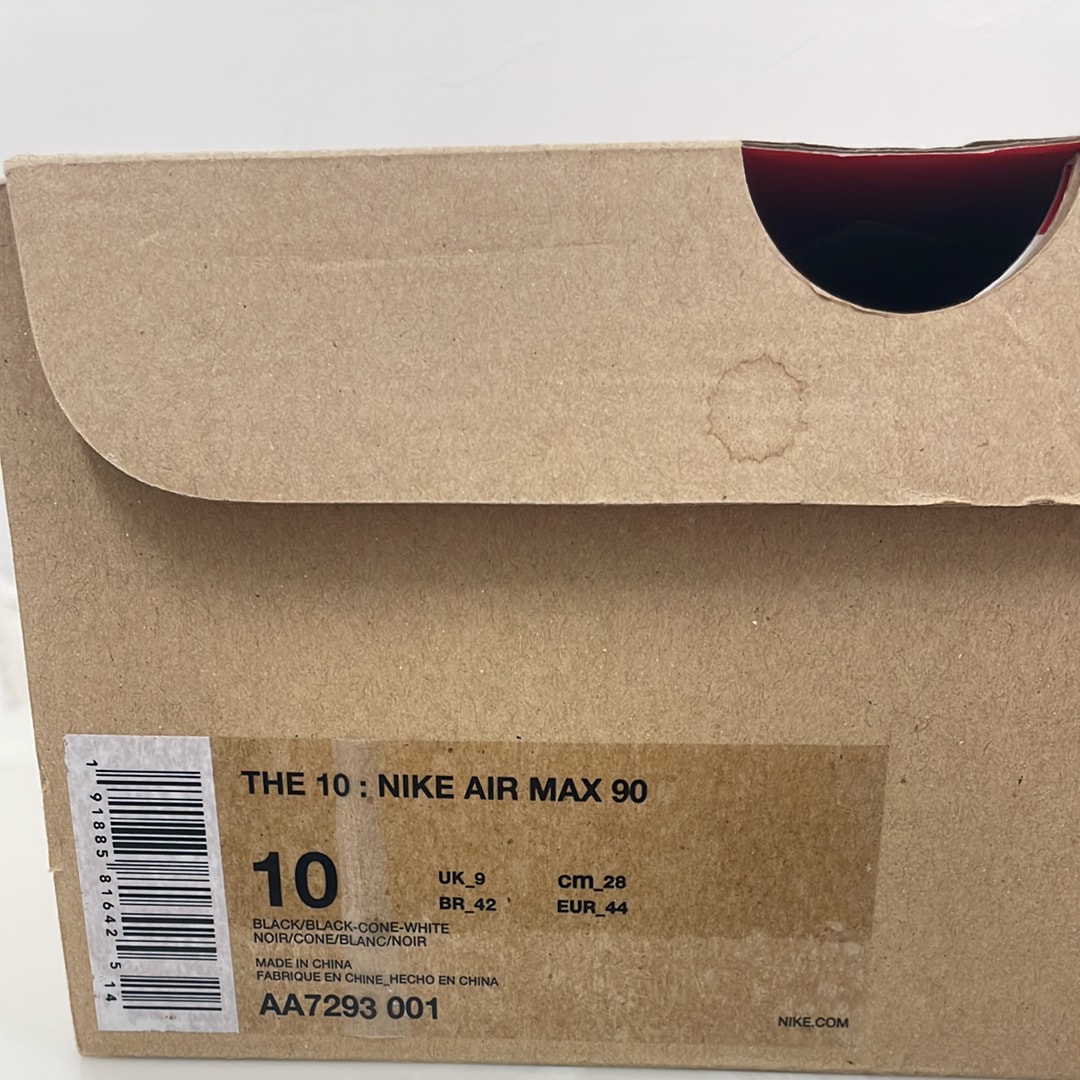 THE 10 : NIKE AIR MAX 90
10
UK_9 cm_28
BR_42 EUR_44
BLACK/BLACK-CONE-WHITE
NOIR/CONE/BLANC/NOIR
MADE IN CHINA
FABRIQUE EN CHINE_HECHO EN CHINA
AA7293 001
NIKE.COM
1 91885 81642 5 14